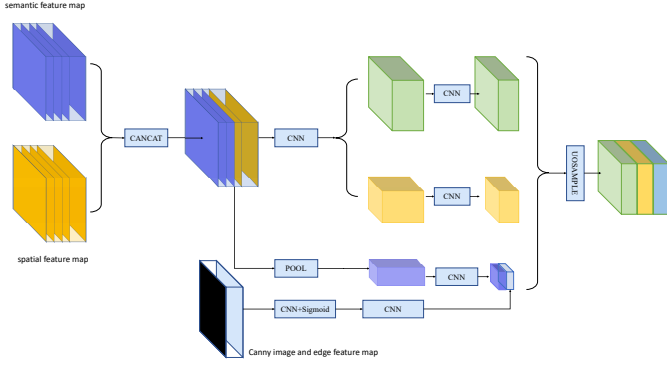 semantic feature map
CNN
CANCAT
CNN
UOSAMPLE
CNN
spatial feature map
POOL
CNN
CNN+Sigmoid
CNN
Canny image and edge feature map